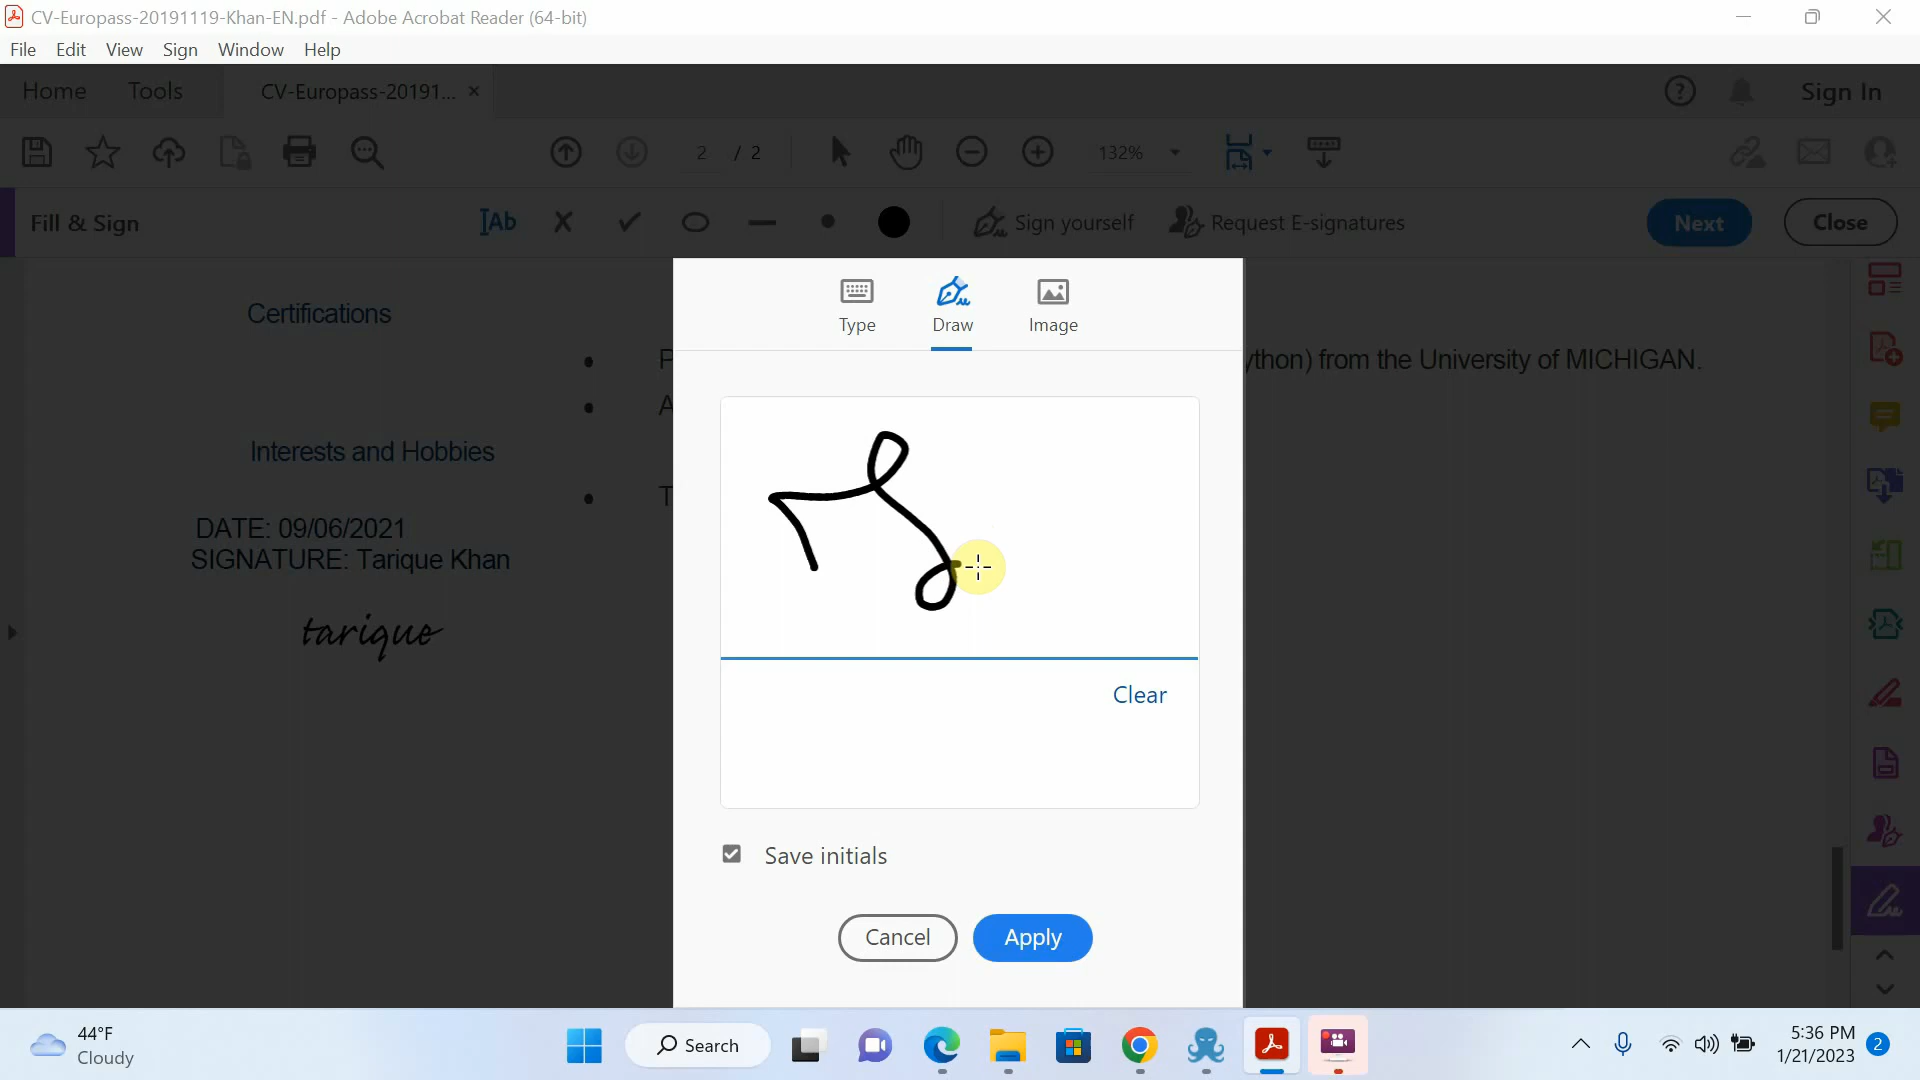 CV-Europass-20191119-Khan-EN.pdf - Adobe Acrobat Reader (64-bit)
File Edit View Sign Window Help
Home Tools CV-Europass-20191... × Sign In
2 / 2 132%
Fill & Sign Ab Sign yourself Request E-signatures Next Close
Type Draw Image
Certifications
P ython) from the University of MICHIGAN.
A
Interests and Hobbies
T
DATE: 09/06/2021
SIGNATURE: Tarique Khan
tarique
Clear
Save initials
Cancel Apply
44°F
Cloudy
Search
5:36 PM
1/21/2023 2